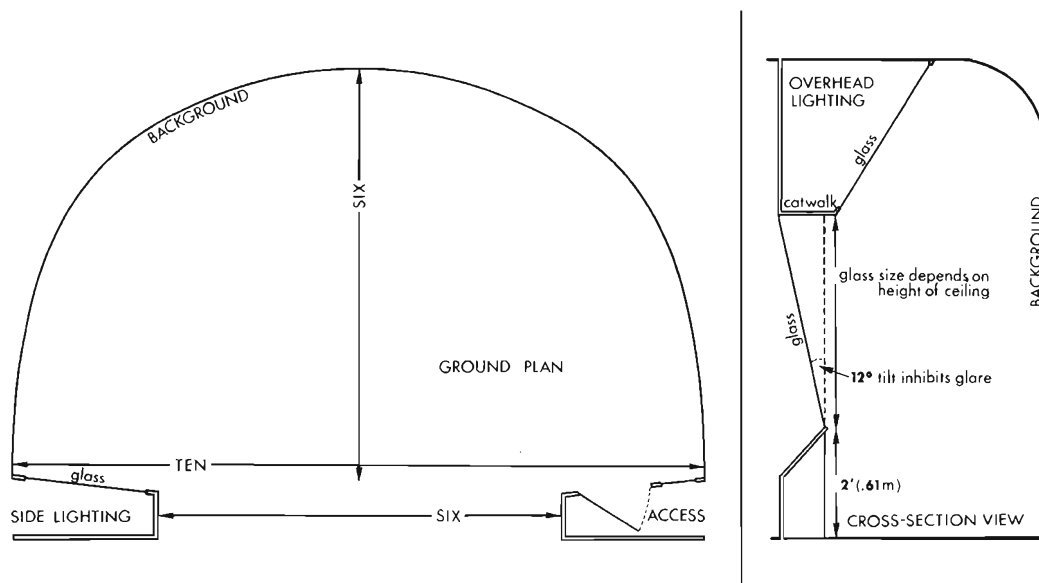 BACKGROUND
SIX
GROUND PLAN
TEN
glass
SIDE LIGHTING
SIX
ACCESS
OVERHEAD
LIGHTING
glass
catwalk
BACKGROUND
glass size depends on
height of ceiling
glass
12° tilt inhibits glare
2'(.61m)
CROSS-SECTION VIEW